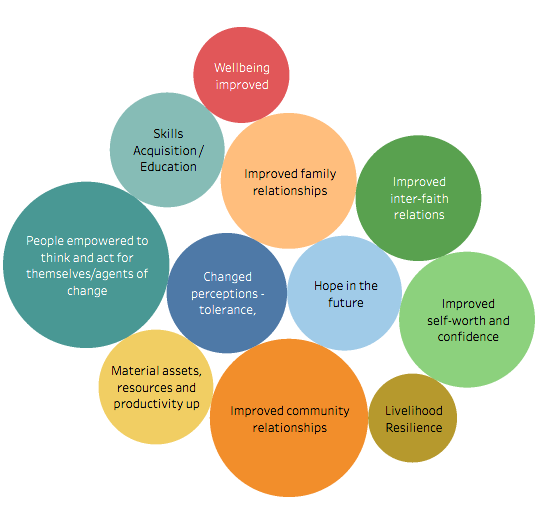 Wellbeing
improved
Skills
Acquisition /
Education
Improved family
relationships
Improved
inter-faith
relations
People empowered to
think and act for
themselves/agents of
change
Changed
perceptions -
tolerance,
Hope in the
future
Improved
self-worth and
confidence
Material assets,
resources and
productivity up
Improved community
relationships
Livelihood
Resilience